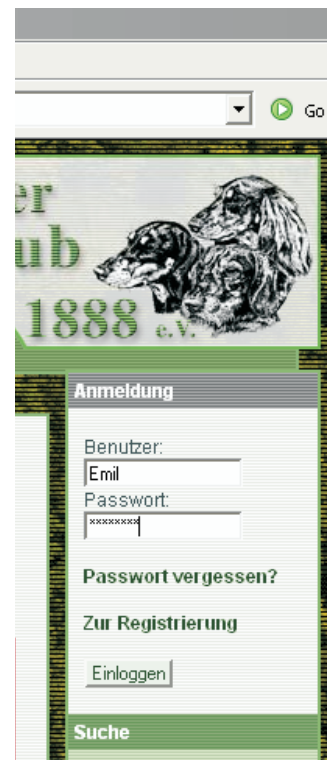 Go
er
ub
1888 e.V.
Anmeldung
Benutzer:
Emil
Passwort:
********
Passwort vergessen?
Zur Registrierung
Einloggen
Suche